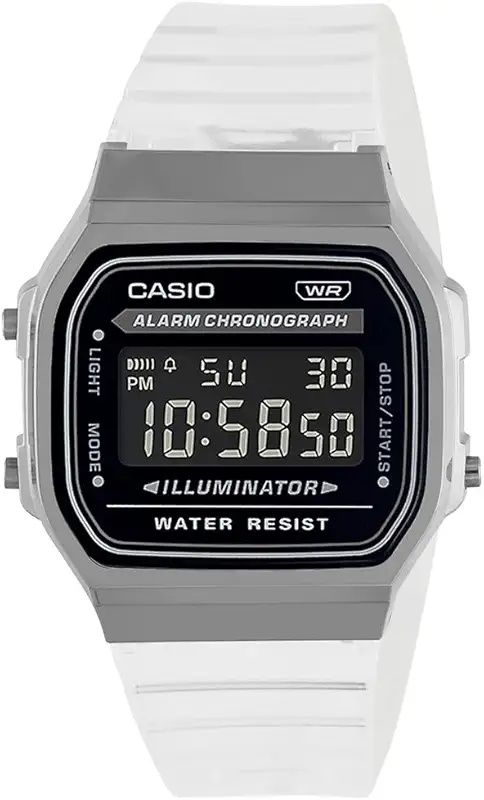 CASIO WR
ALARM CHRONOGRAPH
LIGHT
MODE
START/STOP
PM SU 30
10:58 50
ILLUMINATOR
WATER RESIST